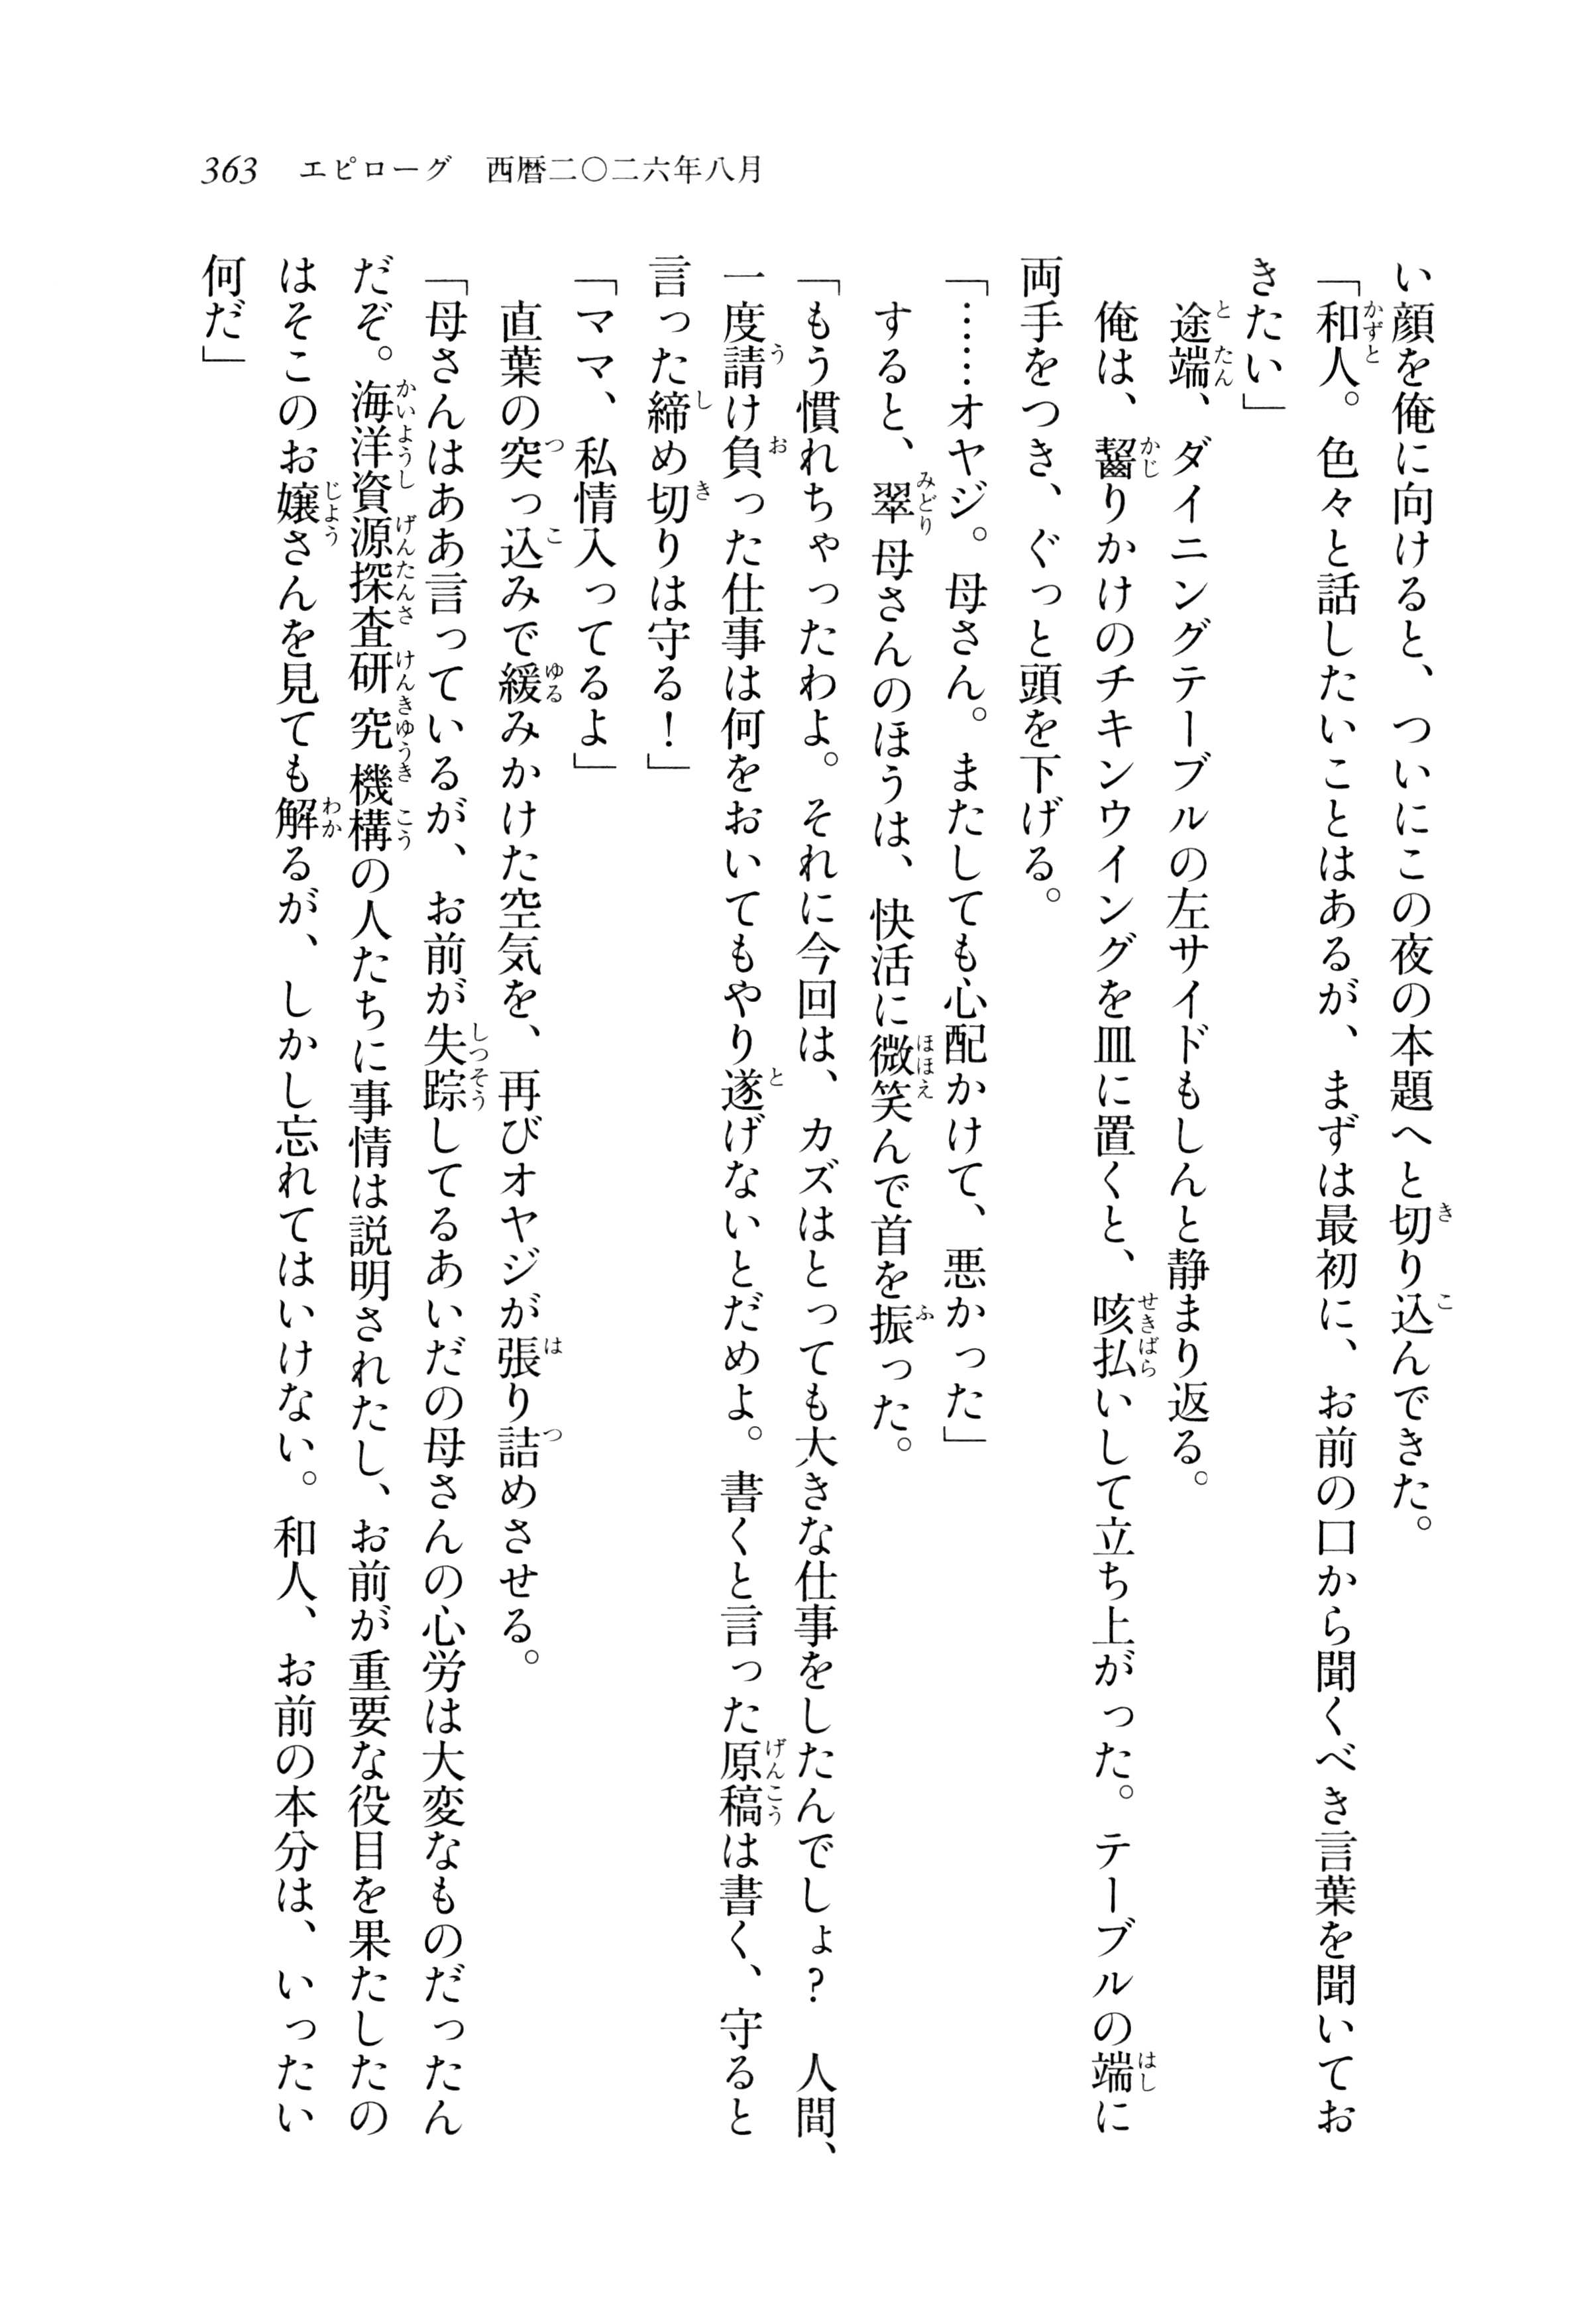 363　エピローグ　西暦二〇二六年八月
い顔を俺に向けると、ついにこの夜の本題へと切り込んできた。
「和人。色々と話したいことはあるが、まずは最初に、お前の口から聞くべき言葉を聞いてお
きたい」
　途端、ダイニングテーブルの左サイドもしんと静まり返る。
　俺は、齧りかけのチキンウイングを皿に置くと、咳払いして立ち上がった。テーブルの端に
両手をつき、ぐっと頭を下げる。
「……オヤジ。母さん。またしても心配かけて、悪かった」
　すると、翠母さんのほうは、快活に微笑んで首を振った。
「もう慣れちゃったわよ。それに今回は、カズはとっても大きな仕事をしたんでしょ？　人間、
一度請け負った仕事は何をおいてもやり遂げないとだめよ。書くと言った原稿は書く、守ると
言った締め切りは守る！」
「ママ、私情入ってるよ」
　直葉の突っ込みで緩みかけた空気を、再びオヤジが張り詰めさせる。
「母さんはああ言っているが、お前が失踪してるあいだの母さんの心労は大変なものだったん
だぞ。海洋資源探査研究機構の人たちに事情は説明されたし、お前が重要な役目を果たしたの
はそこのお嬢さんを見ても解るが、しかし忘れてはいけない。和人、お前の本分は、いったい
何だ」